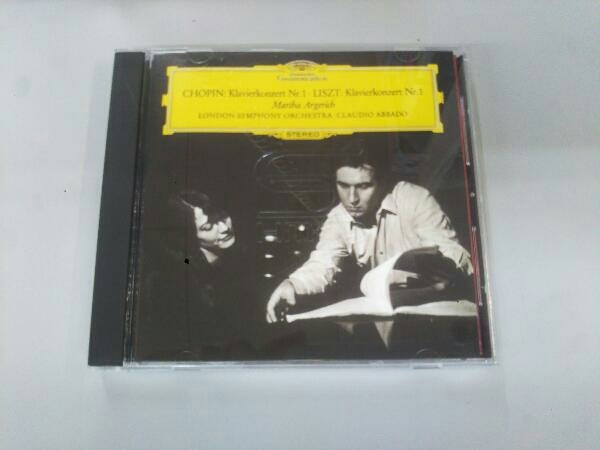 CHOPIN: Klavierkonzert Nr.1 · LISZT: Klavierkonzert Nr.1
Martha Argerich
LONDON SYMPHONY ORCHESTRA · CLAUDIO ABBADO
STEREO